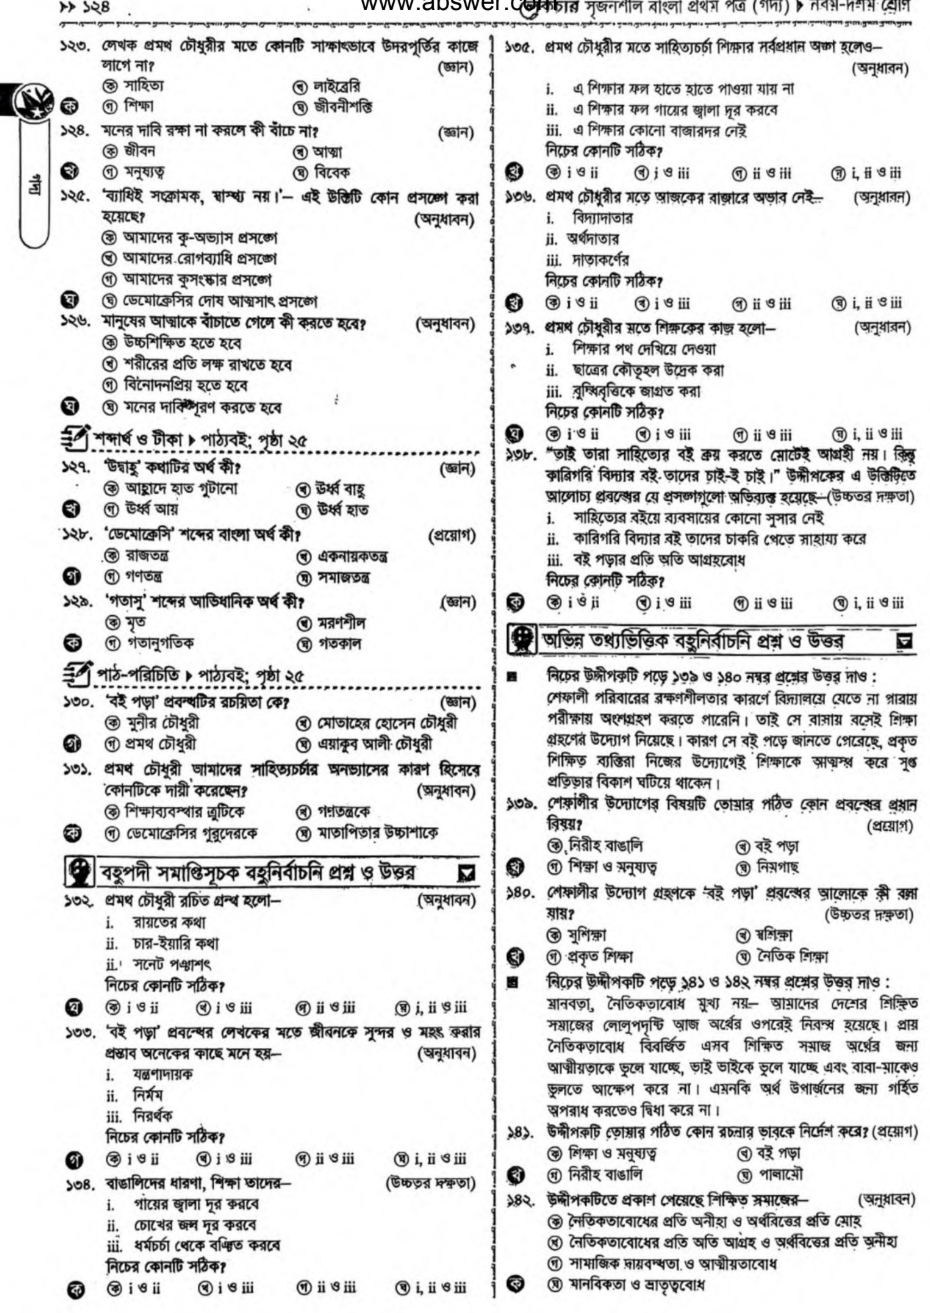 ▸▸ ১২৪
www.abswer.co
লেকচার সৃজনশীল বাংলা প্রথম পত্র (গদ্য) ▸ নবম-দশম শ্রেণি
গদ্য
১২৩. লেখক প্রমথ চৌধুরীর মতে কোনটি সাক্ষাৎভাবে উদরপূর্তির কাজে
লাগে না? (জ্ঞান)
ক সাহিত্য খ লাইব্রেরি
ক গ শিক্ষা ঘ জীবনীশক্তি
১২৪. মনের দাবি রক্ষা না করলে কী বাঁচে না? (জ্ঞান)
ক জীবন খ আত্মা
খ গ মনুষ্যত্ব ঘ বিবেক
১২৫. 'ব্যাধিই সংক্রামক, স্বাস্থ্য নয়।'– এই উক্তিটি কোন প্রসঙ্গে করা
হয়েছে? (অনুধাবন)
ক আমাদের কু-অভ্যাস প্রসঙ্গে
খ আমাদের রোগব্যাধি প্রসঙ্গে
গ আমাদের কুসংস্কার প্রসঙ্গে
ঘ ঘ ডেমোক্রেসির দোষ আত্মসাৎ প্রসঙ্গে
১২৬. মানুষের আত্মাকে বাঁচাতে গেলে কী করতে হবে? (অনুধাবন)
ক উচ্চশিক্ষিত হতে হবে
খ শরীরের প্রতি লক্ষ রাখতে হবে
গ বিনোদনপ্রিয় হতে হবে
ঘ ঘ মনের দাবি পূরণ করতে হবে
শব্দার্থ ও টীকা ▸ পাঠ্যবই; পৃষ্ঠা ২৫
১২৭. 'উদ্বাহু' কথাটির অর্থ কী? (জ্ঞান)
ক আহ্লাদে হাত গুটানো খ ঊর্ধ্ব বাহু
খ গ ঊর্ধ্ব আয় ঘ ঊর্ধ্ব হাত
১২৮. 'ডেমোক্রেসি' শব্দের বাংলা অর্থ কী? (প্রয়োগ)
ক রাজতন্ত্র খ একনায়কতন্ত্র
গ গ গণতন্ত্র ঘ সমাজতন্ত্র
১২৯. 'গতাসু' শব্দের আভিধানিক অর্থ কী? (জ্ঞান)
ক মৃত খ মরণশীল
ক গ গতানুগতিক ঘ গতকাল
পাঠ-পরিচিতি ▸ পাঠ্যবই; পৃষ্ঠা ২৫
১৩০. 'বই পড়া' প্রবন্ধটির রচয়িতা কে? (জ্ঞান)
ক মুনীর চৌধুরী খ মোতাহের হোসেন চৌধুরী
গ গ প্রমথ চৌধুরী ঘ এয়াকুব আলী চৌধুরী
১৩১. প্রমথ চৌধুরী আমাদের সাহিত্যচর্চার অনভ্যাসের কারণ হিসেবে
কোনটিকে দায়ী করেছেন? (অনুধাবন)
ক শিক্ষাব্যবস্থার ত্রুটিকে খ গণতন্ত্রকে
ক গ ডেমোক্রেসির গুরুদেরকে ঘ মাতাপিতার উচ্চাশাকে
বহুপদী সমাপ্তিসূচক বহুনির্বাচনি প্রশ্ন ও উত্তর
১৩২. প্রমথ চৌধুরী রচিত গ্রন্থ হলো– (অনুধাবন)
i. রায়তের কথা
ii. চার-ইয়ারি কথা
ii. সনেট পঞ্চাশৎ
নিচের কোনটি সঠিক?
ঘ ক i ও ii খ i ও iii গ ii ও iii ঘ i, ii ও iii
১৩৩. 'বই পড়া' প্রবন্ধের লেখকের মতে জীবনকে সুন্দর ও মহৎ করার
প্রস্তাব অনেকের কাছে মনে হয়– (অনুধাবন)
i. যন্ত্রণাদায়ক
ii. নির্মম
iii. নিরর্থক
নিচের কোনটি সঠিক?
গ ক i ও ii খ i ও iii গ ii ও iii ঘ i, ii ও iii
১৩৪. বাঙালিদের ধারণা, শিক্ষা তাদের– (উচ্চতর দক্ষতা)
i. গায়ের জ্বালা দূর করবে
ii. চোখের জল দূর করবে
iii. ধর্মচর্চা থেকে বঞ্চিত করবে
নিচের কোনটি সঠিক?
ক ক i ও ii খ i ও iii গ ii ও iii ঘ i, ii ও iii
১৩৫. প্রমথ চৌধুরীর মতে সাহিত্যচর্চা শিক্ষার সর্বপ্রধান অঙ্গ হলেও–
(অনুধাবন)
i. এ শিক্ষার ফল হাতে হাতে পাওয়া যায় না
ii. এ শিক্ষার ফল গায়ের জ্বালা দূর করবে
iii. এ শিক্ষার কোনো বাজারদর নেই
নিচের কোনটি সঠিক?
খ ক i ও ii খ i ও iii গ ii ও iii ঘ i, ii ও iii
১৩৬. প্রমথ চৌধুরীর মতে আজকের বাজারে অভাব নেই– (অনুধাবন)
i. বিদ্যাদাতার
ii. অর্থদাতার
iii. দাতাকর্ণের
নিচের কোনটি সঠিক?
খ ক i ও ii খ i ও iii গ ii ও iii ঘ i, ii ও iii
১৩৭. প্রমথ চৌধুরীর মতে শিক্ষকের কাজ হলো– (অনুধাবন)
i. শিক্ষার পথ দেখিয়ে দেওয়া
ii. ছাত্রের কৌতূহল উদ্রেক করা
iii. বুদ্ধিবৃত্তিকে জাগ্রত করা
নিচের কোনটি সঠিক?
ঘ ক i ও ii খ i ও iii গ ii ও iii ঘ i, ii ও iii
১৩৮. "তাই তারা সাহিত্যের বই ক্রয় করতে মোটেই আগ্রহী নয়। কিন্তু
কারিগরি বিদ্যার বই তাদের চাই-ই চাই।" উদ্দীপকের এ উক্তিটিতে
আলোচ্য প্রবন্ধের যে প্রসঙ্গগুলো অভিব্যক্ত হয়েছে–(উচ্চতর দক্ষতা)
i. সাহিত্যের বইয়ে ব্যবসায়ের কোনো সুসার নেই
ii. কারিগরি বিদ্যার বই তাদের চাকরি পেতে সাহায্য করে
iii. বই পড়ার প্রতি অতি আগ্রহবোধ
নিচের কোনটি সঠিক?
ক ক i ও ii খ i ও iii গ ii ও iii ঘ i, ii ও iii
অভিন্ন তথ্যভিত্তিক বহুনির্বাচনি প্রশ্ন ও উত্তর
■ নিচের উদ্দীপকটি পড়ে ১৩৯ ও ১৪০ নম্বর প্রশ্নের উত্তর দাও :
শেফালী পরিবারের রক্ষণশীলতার কারণে বিদ্যালয়ে যেতে না পারায়
পরীক্ষায় অংশগ্রহণ করতে পারেনি। তাই সে বাসায় বসেই শিক্ষা
গ্রহণের উদ্যোগ নিয়েছে। কারণ সে বই পড়ে জানতে পেরেছে, প্রকৃত
শিক্ষিত ব্যক্তিরা নিজের উদ্যোগেই শিক্ষাকে আত্মস্থ করে সুপ্ত
প্রতিভার বিকাশ ঘটিয়ে থাকেন।
১৩৯. শেফালীর উদ্যোগের বিষয়টি তোমার পঠিত কোন প্রবন্ধের প্রধান
বিষয়? (প্রয়োগ)
ক নিরীহ বাঙালি খ বই পড়া
খ গ শিক্ষা ও মনুষ্যত্ব ঘ নিমগাছ
১৪০. শেফালীর উদ্যোগ গ্রহণকে 'বই পড়া' প্রবন্ধের আলোকে কী বলা
যায়? (উচ্চতর দক্ষতা)
ক সুশিক্ষা খ স্বশিক্ষা
খ গ প্রকৃত শিক্ষা ঘ নৈতিক শিক্ষা
■ নিচের উদ্দীপকটি পড়ে ১৪১ ও ১৪২ নম্বর প্রশ্নের উত্তর দাও :
মানবতা, নৈতিকতাবোধ মুখ্য নয়– আমাদের দেশের শিক্ষিত
সমাজের লোলুপদৃষ্টি আজ অর্থের ওপরেই নিবদ্ধ হয়েছে। প্রায়
নৈতিকতাবোধ বিবর্জিত এসব শিক্ষিত সমাজ অর্থের জন্য
আত্মীয়তাকে ভুলে যাচ্ছে, ভাই ভাইকে ভুলে যাচ্ছে এবং বাবা-মাকেও
ভুলতে আক্ষেপ করে না। এমনকি অর্থ উপার্জনের জন্য গর্হিত
অপরাধ করতেও দ্বিধা করে না।
১৪১. উদ্দীপকটি তোমার পঠিত কোন রচনার ভাবকে নির্দেশ করে? (প্রয়োগ)
ক শিক্ষা ও মনুষ্যত্ব খ বই পড়া
খ গ নিরীহ বাঙালি ঘ পালামৌ
১৪২. উদ্দীপকটিতে প্রকাশ পেয়েছে শিক্ষিত সমাজের– (অনুধাবন)
ক নৈতিকতাবোধের প্রতি অনীহা ও অর্থবিত্তের প্রতি মোহ
খ নৈতিকতাবোধের প্রতি অতি আগ্রহ ও অর্থবিত্তের প্রতি অনীহা
গ সামাজিক দায়বদ্ধতা ও আত্মীয়তাবোধ
ক ঘ মানবিকতা ও ভ্রাতৃত্ববোধ